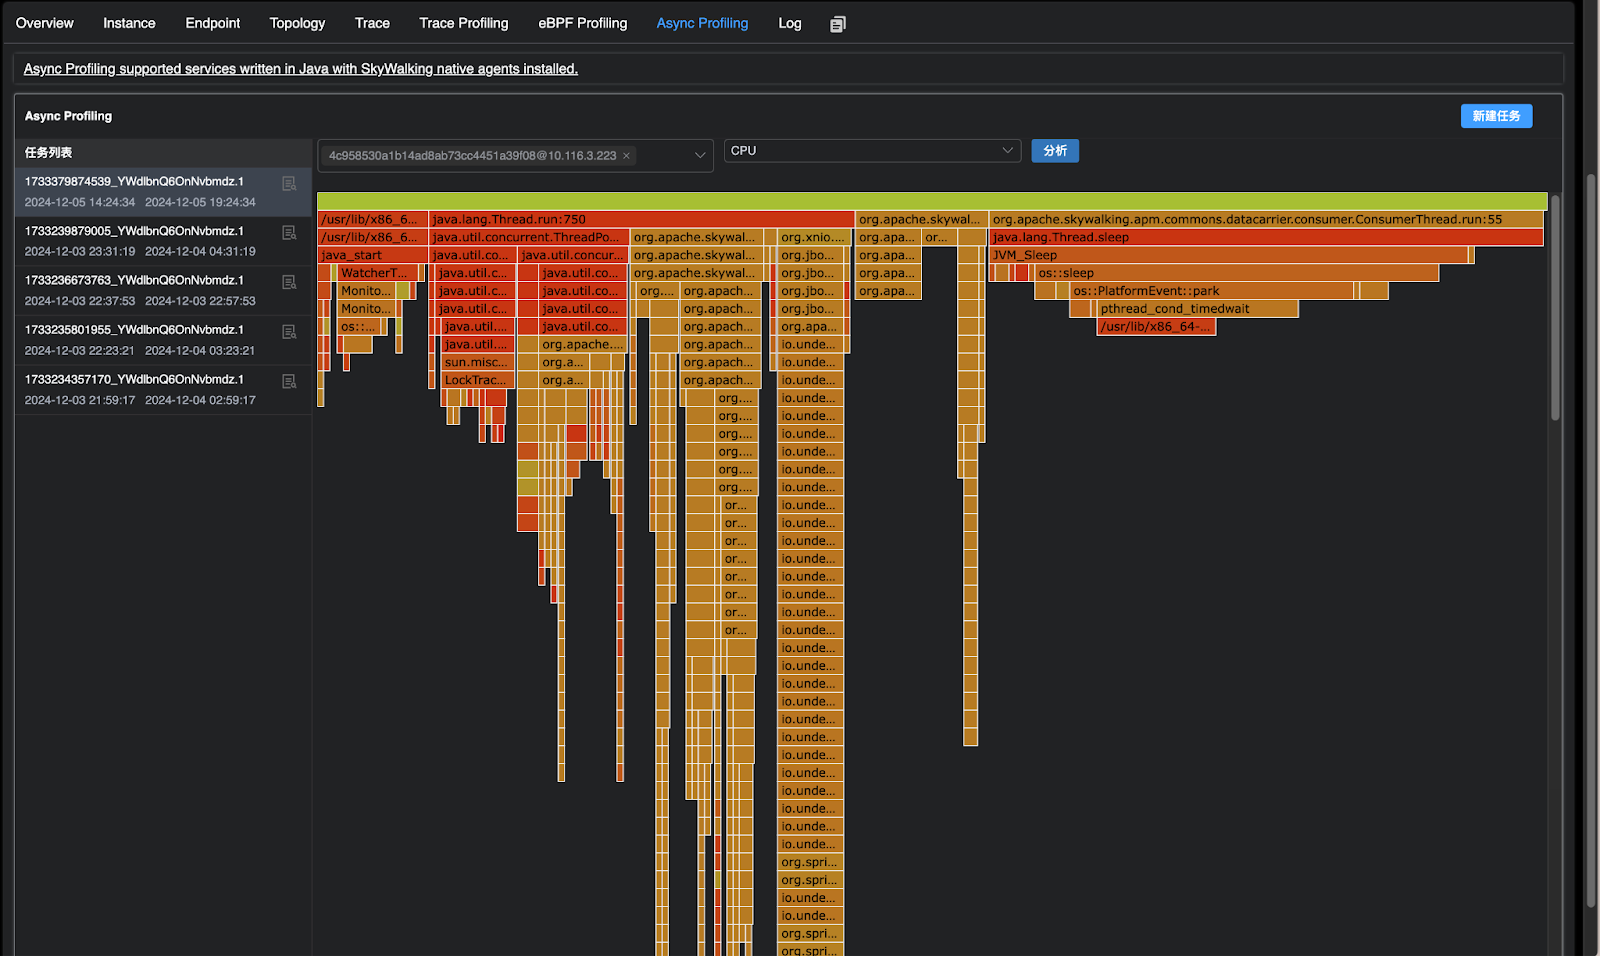 Overview Instance Endpoint Topology Trace Trace Profiling eBPF Profiling Async Profiling Log
Async Profiling supported services written in Java with SkyWalking native agents installed.
Async Profiling
新建任务
任务列表
4c958530a1b14ad8ab73cc4451a39f08@10.116.3.223 ×
CPU
分析
1733379874539_YWdlbnQ6OnNvbmdz.1
2024-12-05 14:24:34 2024-12-05 19:24:34
1733239879005_YWdlbnQ6OnNvbmdz.1
2024-12-03 23:31:19 2024-12-04 04:31:19
1733236673763_YWdlbnQ6OnNvbmdz.1
2024-12-03 22:37:53 2024-12-03 22:57:53
1733235801955_YWdlbnQ6OnNvbmdz.1
2024-12-03 22:23:21 2024-12-04 03:23:21
1733234357170_YWdlbnQ6OnNvbmdz.1
2024-12-03 21:59:17 2024-12-04 02:59:17
/usr/lib/x86_6... java.lang.Thread.run:750 org.apache.skywal... org.apache.skywalking.apm.commons.datacarrier.consumer.ConsumerThread.run:55
/usr/lib/x86_6... java.util.concurrent.ThreadPo... org.apache.skywal... org.xnio.... org.apa... or... java.lang.Thread.sleep
java_start java.util.co... java.util.concur... org.apache.skywal... org.jbo... org.apa... JVM_Sleep
WatcherT... java.util.c... java.util.co... org.apache.skywal... org.jbo... org.apa... os::sleep
Monito... java.util.c... java.util.co... org.... org.apach... org.jbo... org.apa... os::PlatformEvent::park
Monito... java.util.c... java.util.co... org.apach... org.jbo... pthread_cond_timedwait
os::... java.util.... java.util.co... org.apach... org.apa... /usr/lib/x86_64-...
java.util.... org.apache.... org.apach... io.unde...
sun.misc... org.a... org.apach... io.unde...
LockTrac... org.a... org.apach... io.unde...
org.... io.unde...
org.... io.unde...
org.... io.unde...
org.... io.unde...
org.... io.unde...
org.... io.unde...
or... io.unde...
or... io.unde...
or... io.unde...
or... io.unde...
or... io.unde...
or... io.unde...
or... io.unde...
or... io.unde...
io.unde...
io.unde...
io.unde...
io.unde...
io.unde...
io.unde...
io.unde...
io.unde...
io.unde...
io.unde...
io.unde...
io.unde...
org.spri...
org.spri...
io.unde...
io.unde...
org.spri...
org.spri...